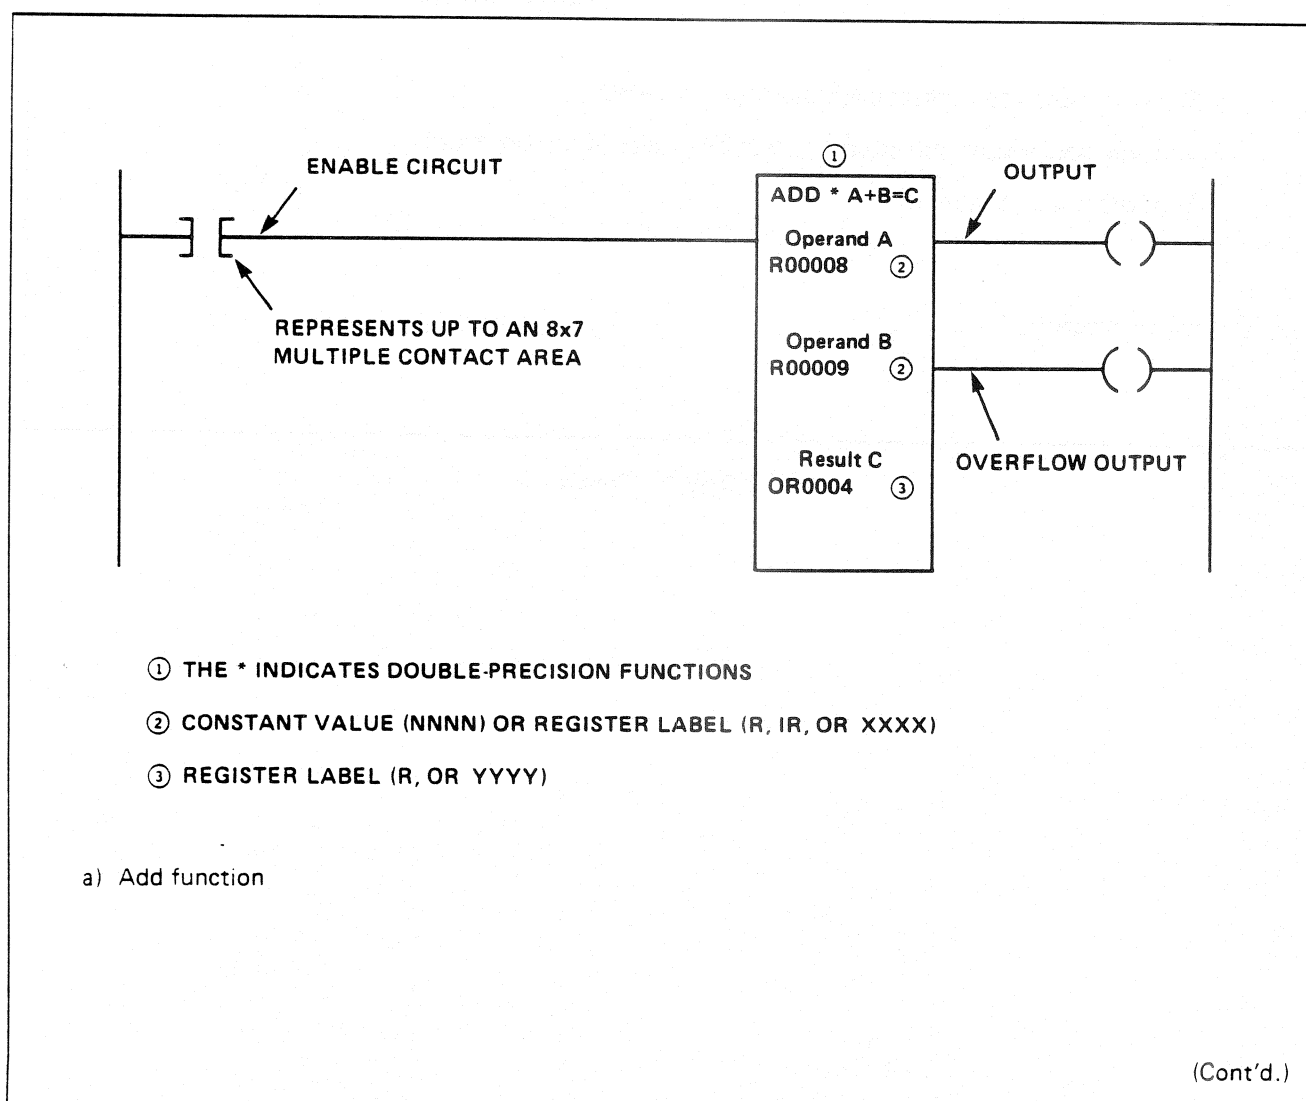 ENABLE CIRCUIT
①
OUTPUT
ADD * A+B=C
Operand A
R00008 ②
REPRESENTS UP TO AN 8x7
MULTIPLE CONTACT AREA
Operand B
R00009 ②
Result C
OR0004 ③
OVERFLOW OUTPUT
① THE * INDICATES DOUBLE-PRECISION FUNCTIONS
② CONSTANT VALUE (NNNN) OR REGISTER LABEL (R, IR, OR XXXX)
③ REGISTER LABEL (R, OR YYYY)
a) Add function
(Cont'd.)